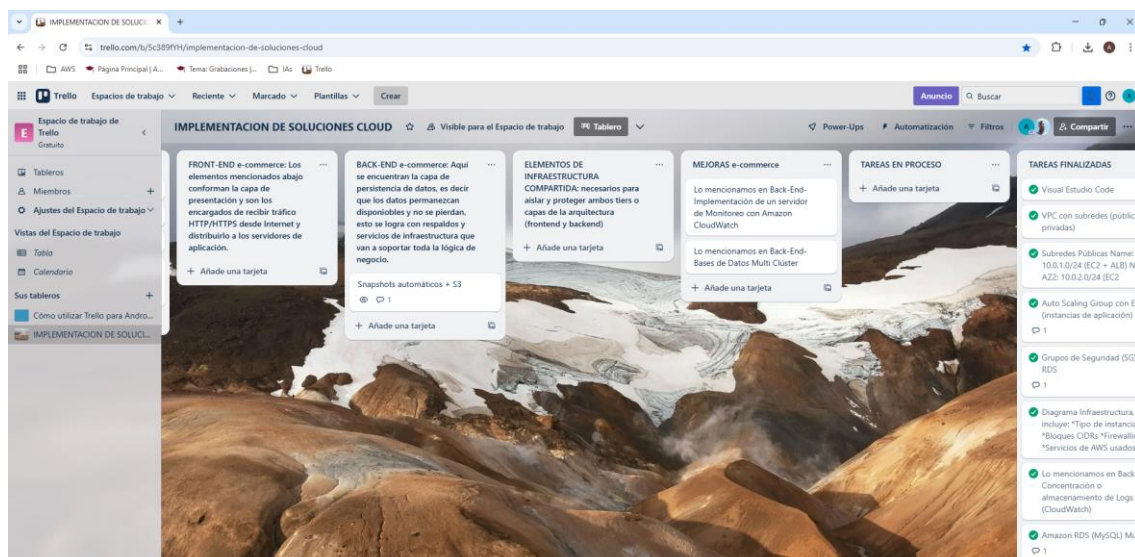 IMPLEMENTACION DE SOLUCIO
trello.com/b/5c389fYH/implementacion-de-soluciones-cloud
AWS
Página Principal | A...
Tema: Grabaciones |...
IAs
Trello
Trello
Espacios de trabajo
Reciente
Marcado
Plantillas
Crear
Anuncio
Buscar
E
Espacio de trabajo de
Trello
Gratuito
Tableros
Miembros
Ajustes del Espacio de trabajo
Vistas del Espacio de trabajo
Tabla
Calendario
Sus tableros
Cómo utilizar Trello para Andro...
IMPLEMENTACION DE SOLUCI...
IMPLEMENTACION DE SOLUCIONES CLOUD
Visible para el Espacio de trabajo
Tablero
Power-Ups
Automatización
Filtros
Compartir
FRONT-END e-commerce: Los
elementos mencionados abajo
conforman la capa de
presentación y son los
encargados de recibir tráfico
HTTP/HTTPS desde Internet y
distribuirlo a los servidores de
aplicación.
+ Añade una tarjeta
BACK-END e-commerce: Aquí
se encuentran la capa de
persistencia de datos, es decir
que los datos permanezcan
disponiobles y no se pierdan,
esto se logra con respaldos y
servicios de infraestructura que
van a soportar toda la lógica de
negocio.
Snapshots automáticos + S3
1
+ Añade una tarjeta
ELEMENTOS DE
INFRAESTRUCTURA
COMPARTIDA: necesarios para
aislar y proteger ambos tiers o
capas de la arquitectura
(frontend y backend)
+ Añade una tarjeta
MEJORAS e-commerce
Lo mencionamos en Back-End-
Implementación de un servidor
de Monitoreo con Amazon
CloudWatch
Lo mencionamos en Back-End-
Bases de Datos Multi Clúster
+ Añade una tarjeta
TAREAS EN PROCESO
+ Añade una tarjeta
TAREAS FINALIZADAS
Visual Estudio Code
VPC con subredes (públic
privadas)
Subredes Públicas Name:
10.0.1.0/24 (EC2 + ALB) N
AZ2: 10.0.2.0/24 (EC2
Auto Scaling Group con E
(instancias de aplicación)
1
Grupos de Seguridad (SG)
RDS
1
Diagrama Infraestructura,
incluye: *Tipo de instancia
*Bloques CIDRs *Firewalls
*Servicios de AWS usados
Lo mencionamos en Back
Concentración o
almacenamiento de Logs
(CloudWatch)
Amazon RDS (MySQL) Mu
1